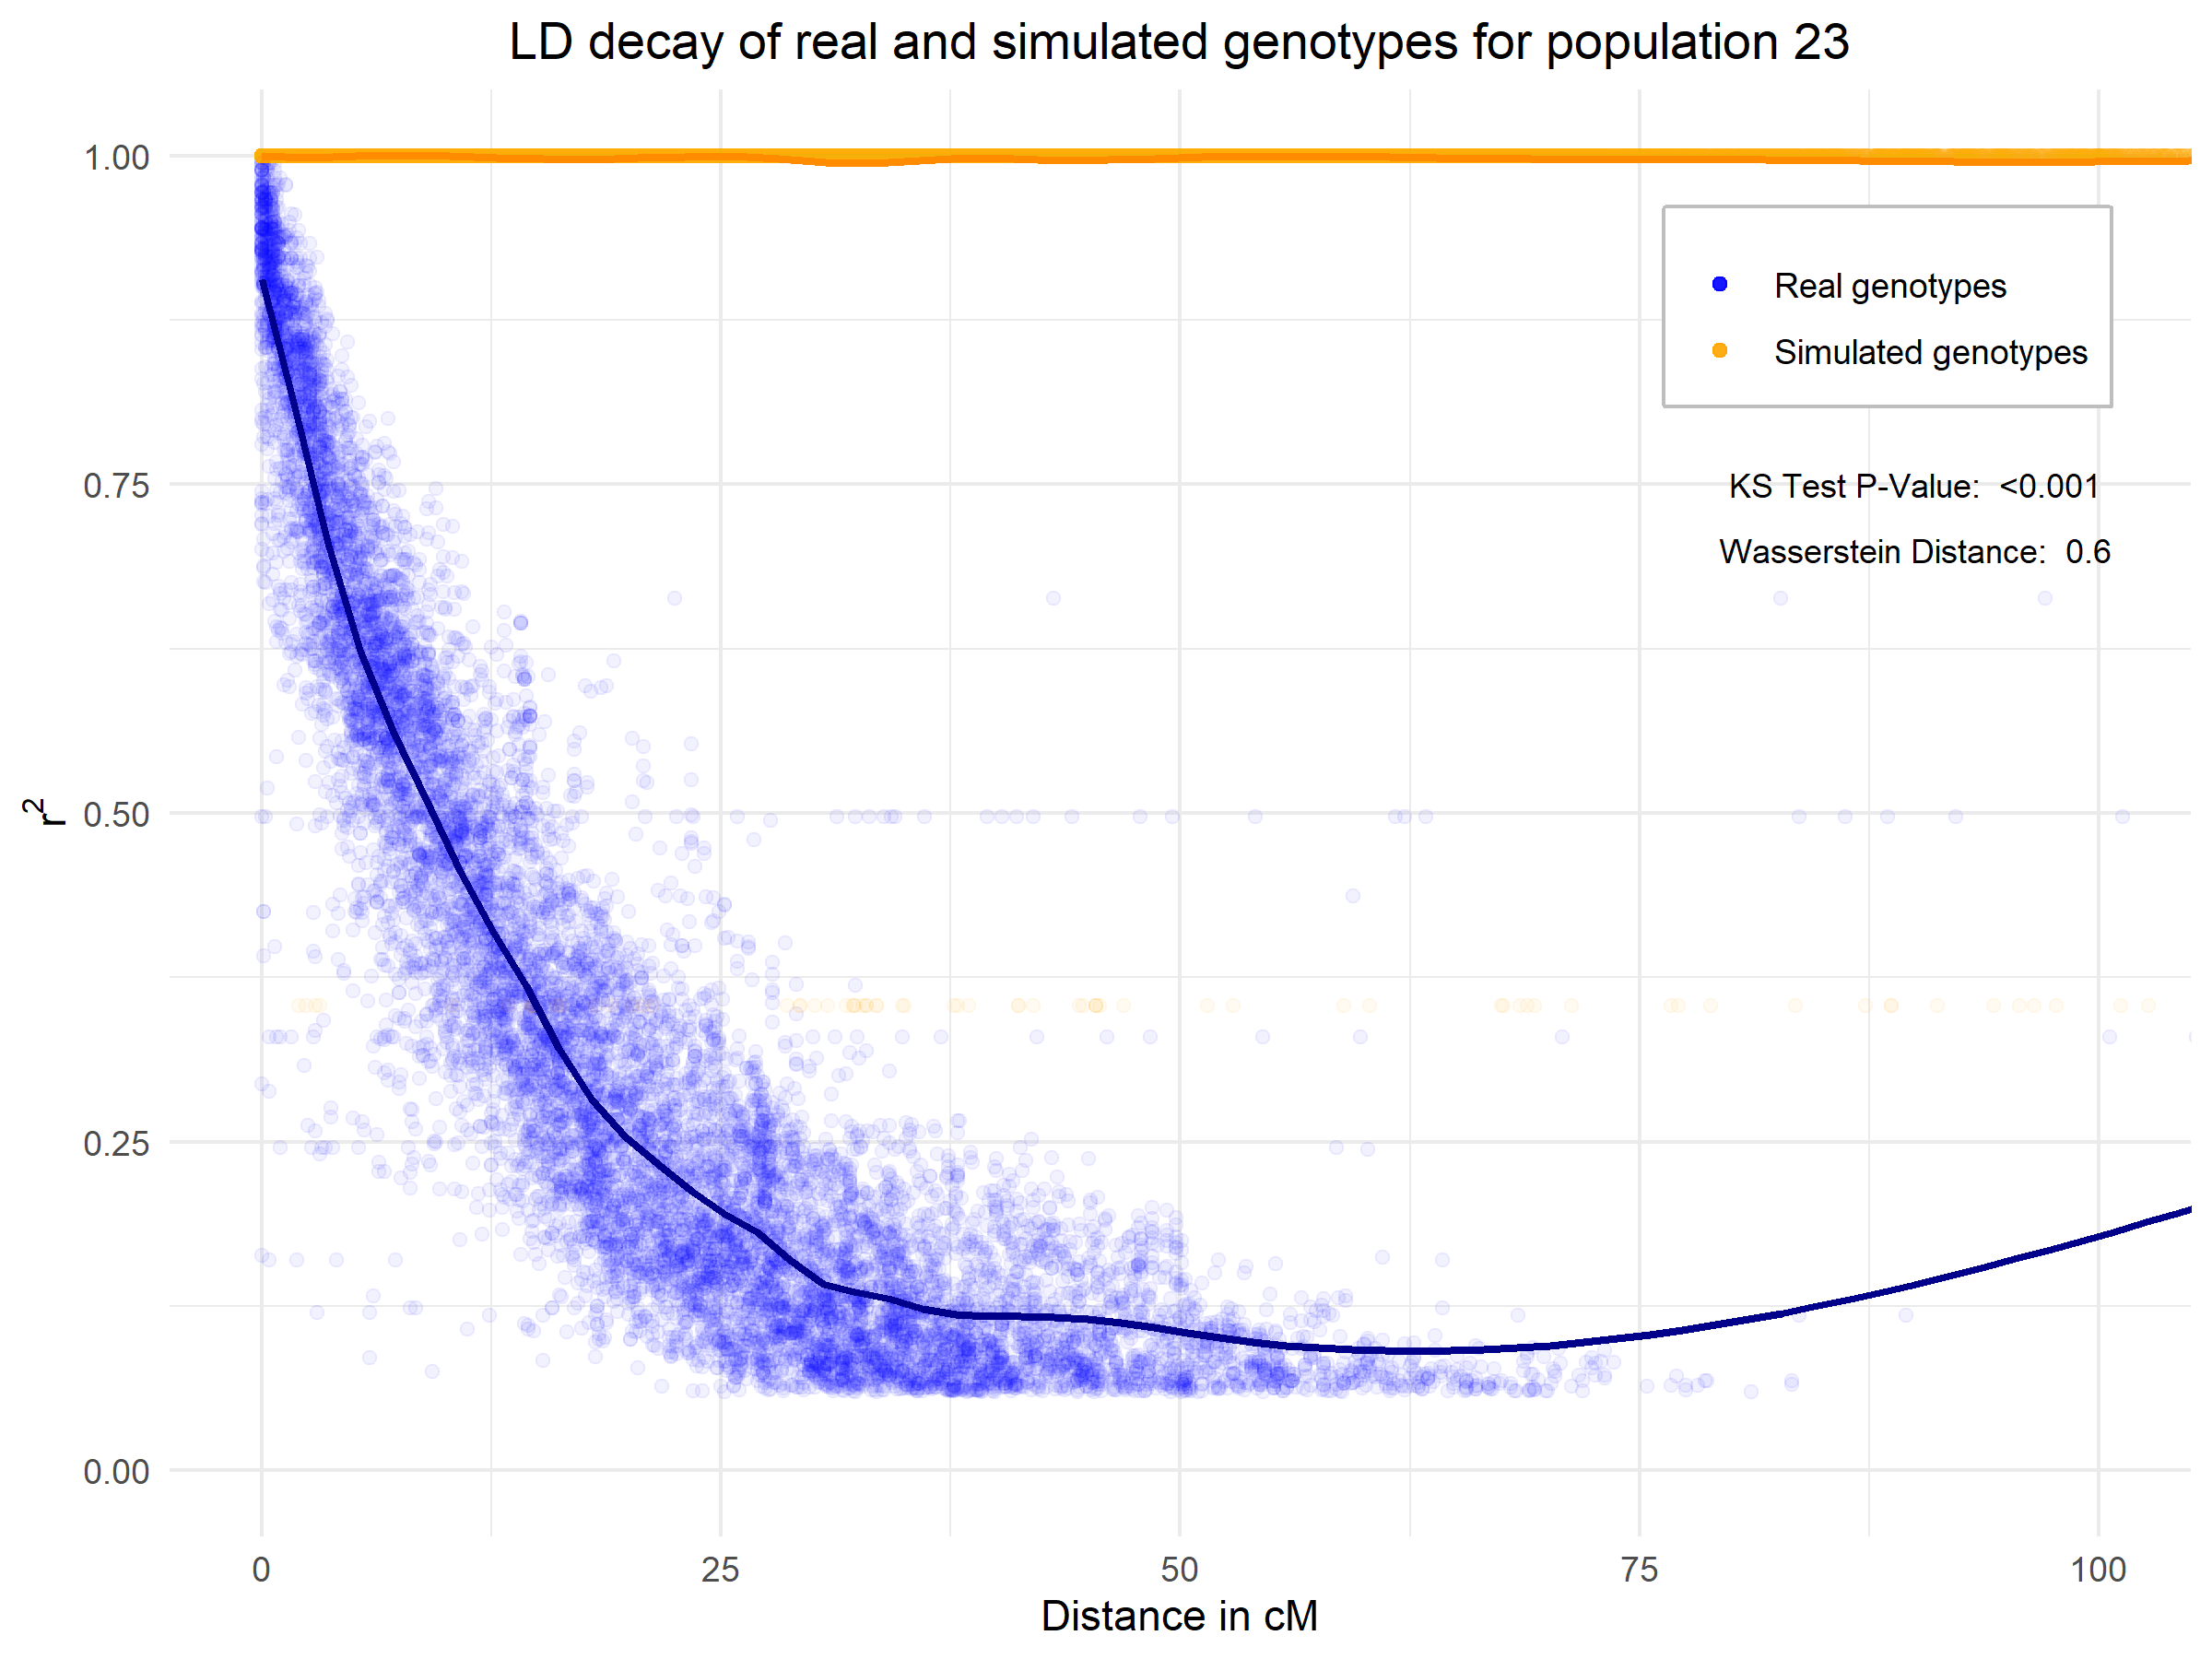 LD decay of real and simulated genotypes for population 23
1.00
0.75
0.50
0.25
0.00
r²
Real genotypes
Simulated genotypes
KS Test P-Value: <0.001
Wasserstein Distance: 0.6
0 25 50 75 100
Distance in cM